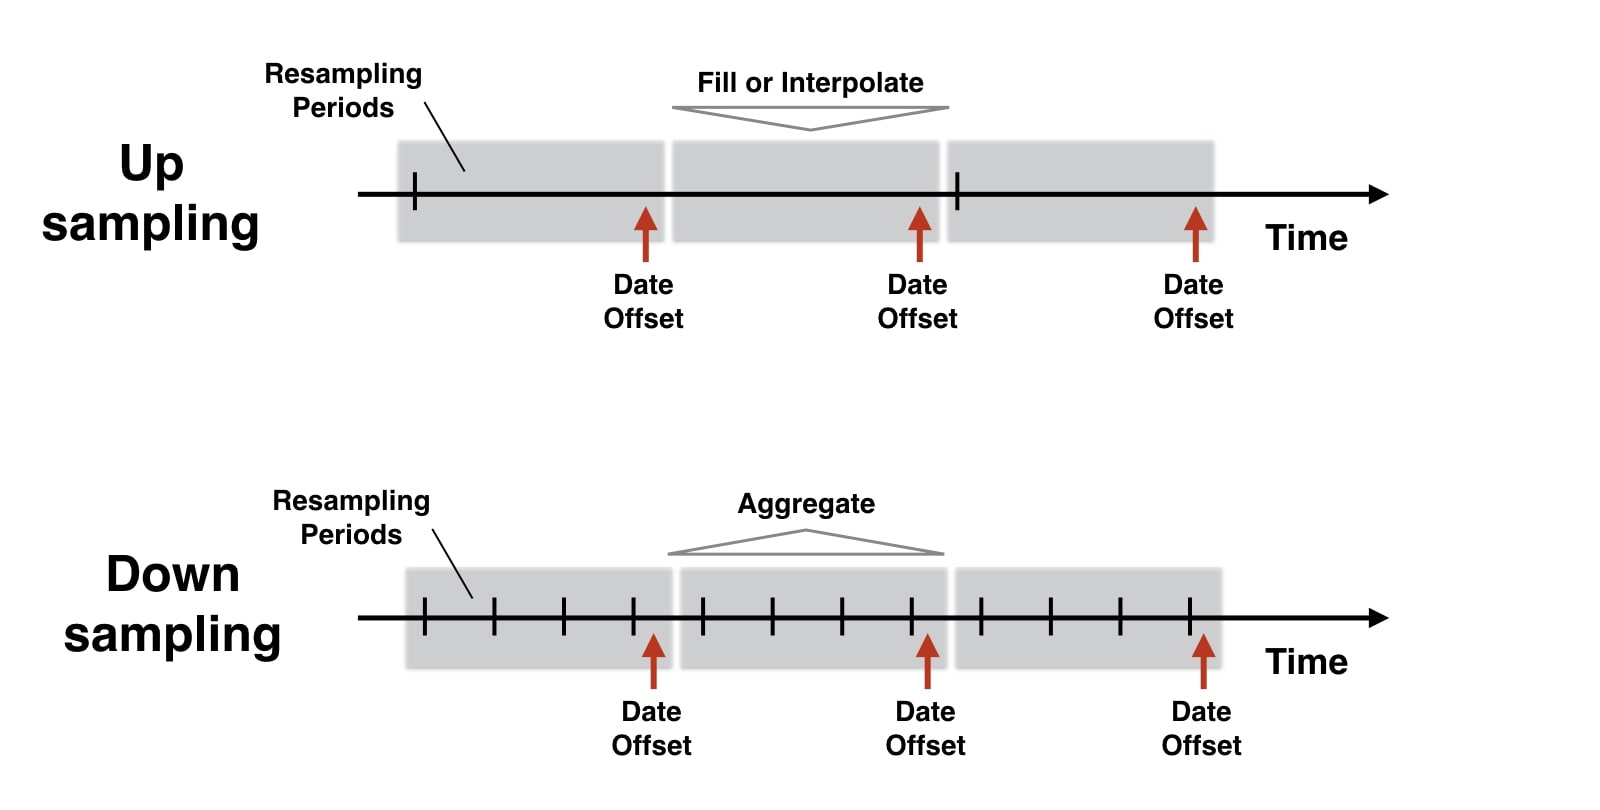 Resampling
Periods
Fill or Interpolate
Up
sampling
Time
Date
Offset
Date
Offset
Date
Offset
Resampling
Periods
Aggregate
Down
sampling
Time
Date
Offset
Date
Offset
Date
Offset